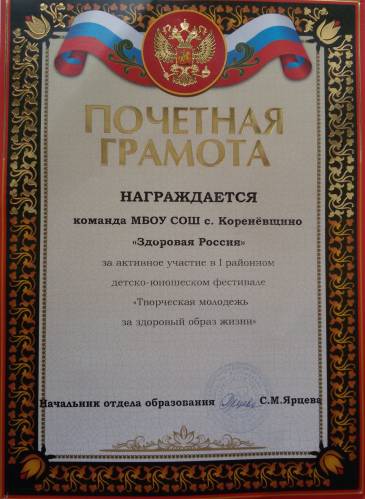 ПОЧЕТНАЯ
ГРАМОТА
НАГРАЖДАЕТСЯ
команда МБОУ СОШ с. Коренёвщино
«Здоровая Россия»
за активное участие в I районном
детско-юношеском фестивале
«Творческая молодежь
за здоровый образ жизни»
Начальник отдела образования С.М.Ярцева